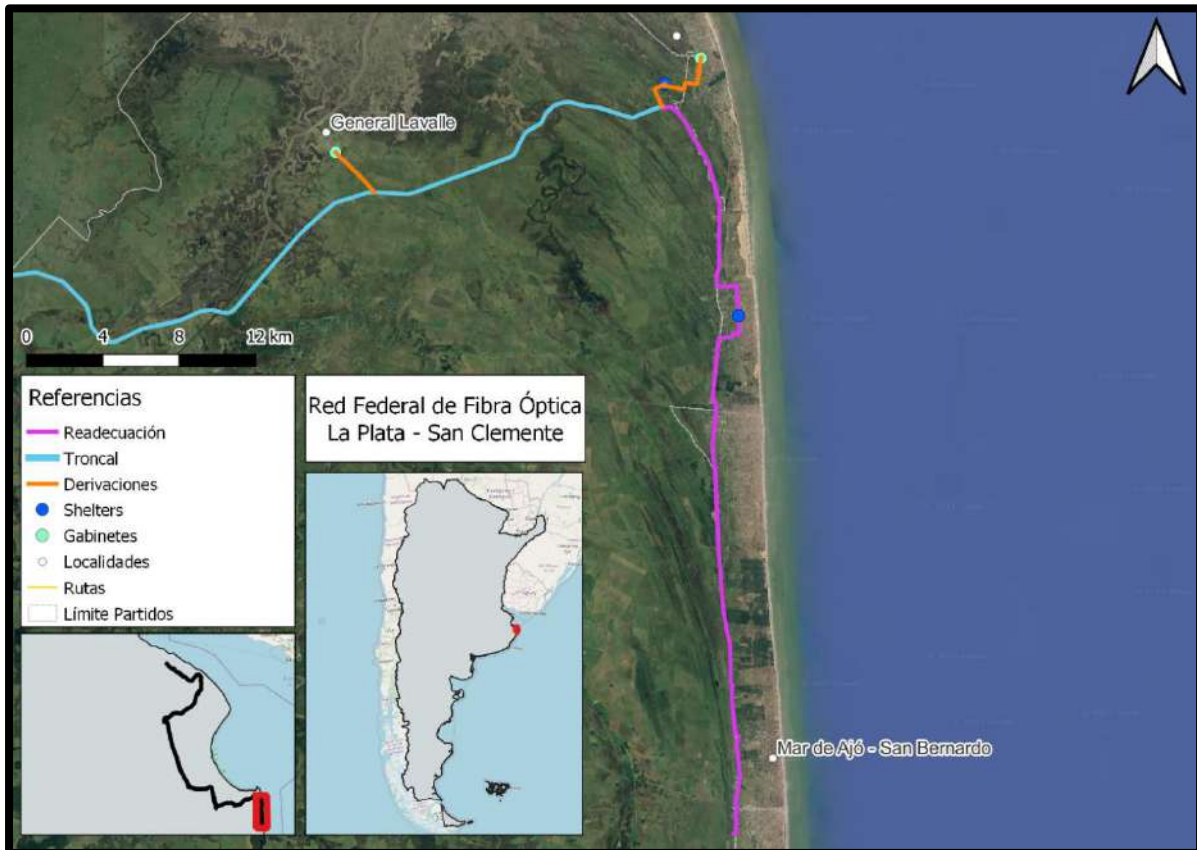 General Lavalle
0 4 8 12 km
Referencias
Readecuación
Troncal
Derivaciones
Shelters
Gabinetes
Localidades
Rutas
Límite Partidos
Red Federal de Fibra Óptica
La Plata - San Clemente
Mar de Ajó - San Bernardo